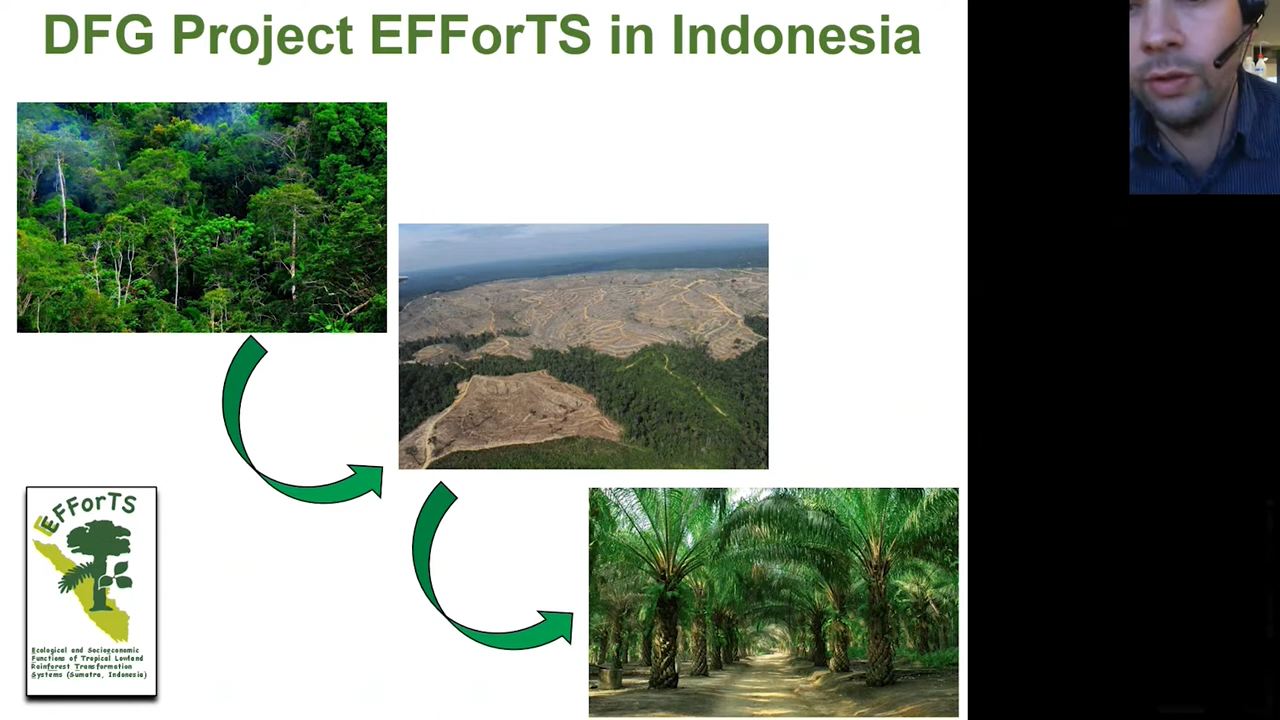 DFG Project EFForTS in Indonesia
EFForTS
Ecological and Socioeconomic
Functions of Tropical Lowland
Rainforest Transformation
Systems (Sumatra, Indonesia)